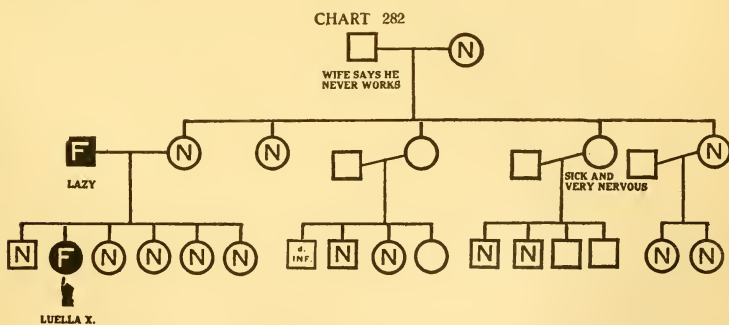 CHART 282
N
WIFE SAYS HE
NEVER WORKS
F N N N
LAZY
SICK AND
VERY NERVOUS
N F N N N N d. INF. N N N N N N
LUELLA X.